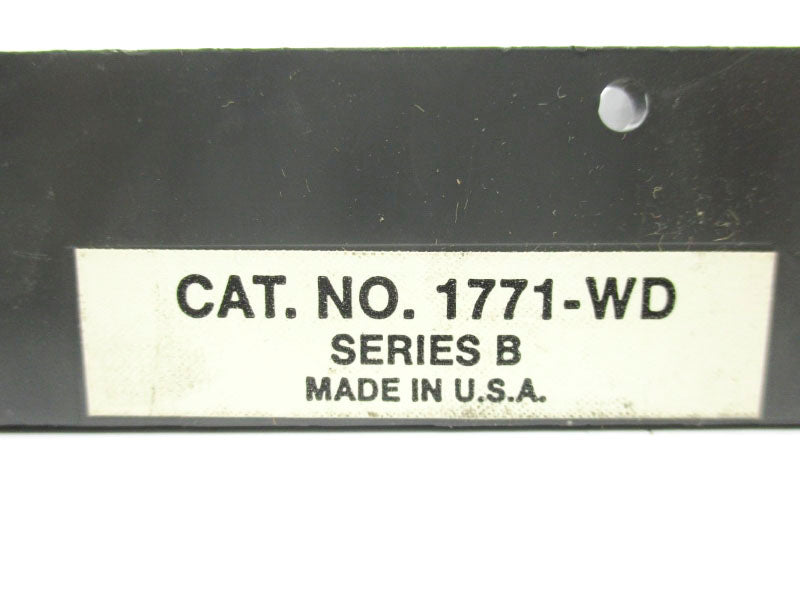 CAT. NO. 1771-WD
SERIES B
MADE IN U.S.A.